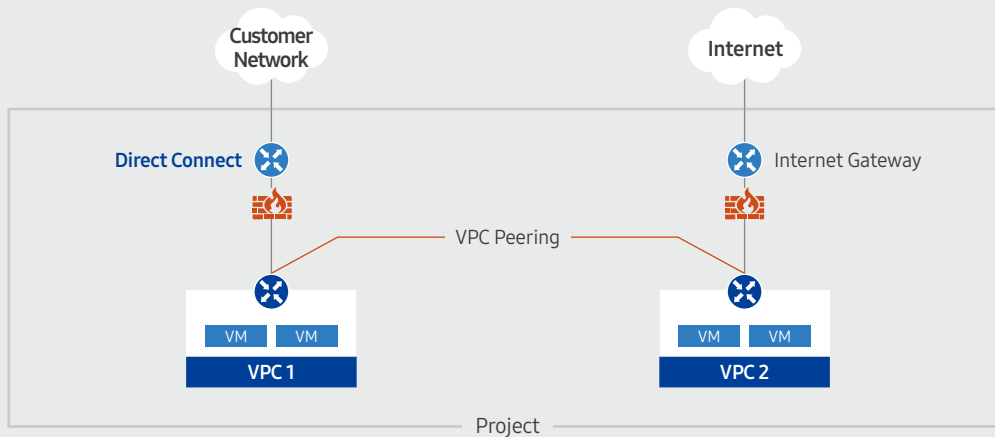 Customer
Network
Internet
Direct Connect
Internet Gateway
VPC Peering
VM
VM
VM
VM
VPC 1
VPC 2
Project